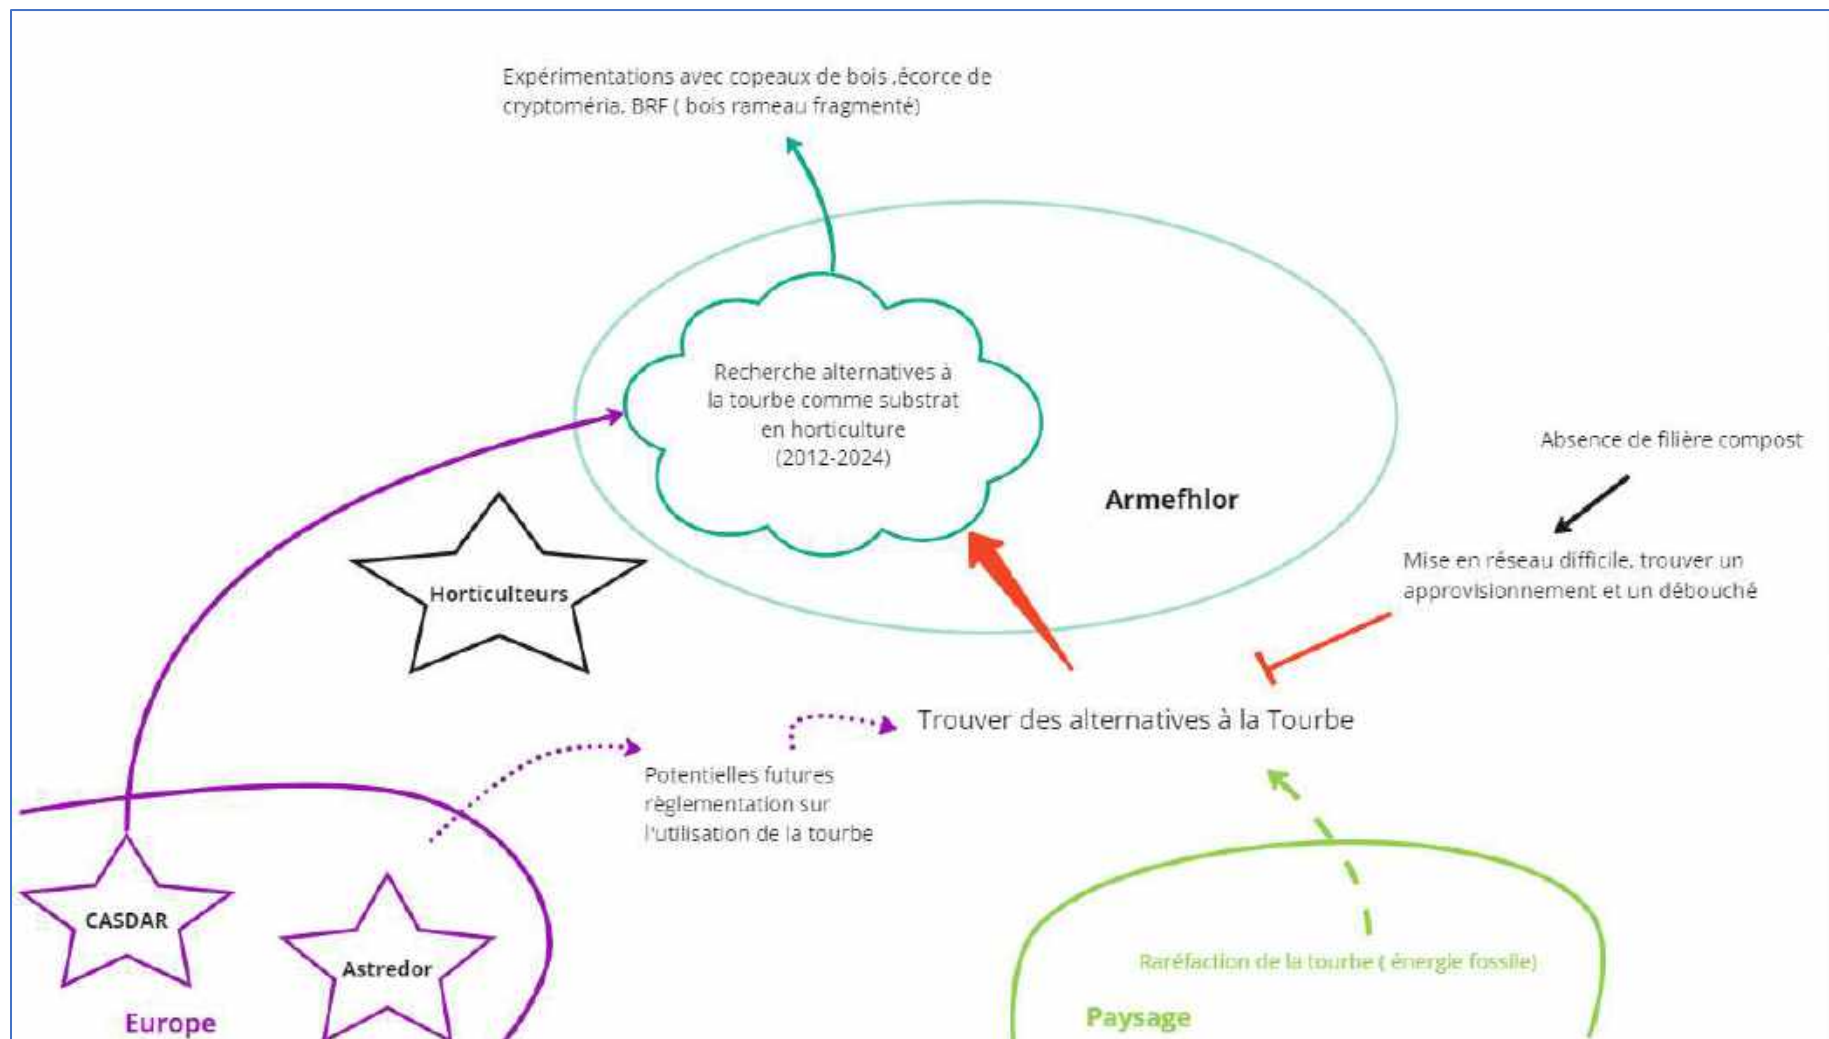 Expérimentations avec copeaux de bois ,écorce de
cryptoméria, BRF ( bois rameau fragmenté)
Recherche alternatives à
la tourbe comme substrat
en horticulture
(2012-2024)
Absence de filière compost
Armefhlor
Mise en réseau difficile, trouver un
approvisionnement et un débouché
Horticulteurs
Trouver des alternatives à la Tourbe
Potentielles futures
règlementation sur
l'utilisation de la tourbe
CASDAR
Astredor
Raréfaction de la tourbe ( énergie fossile)
Europe
Paysage